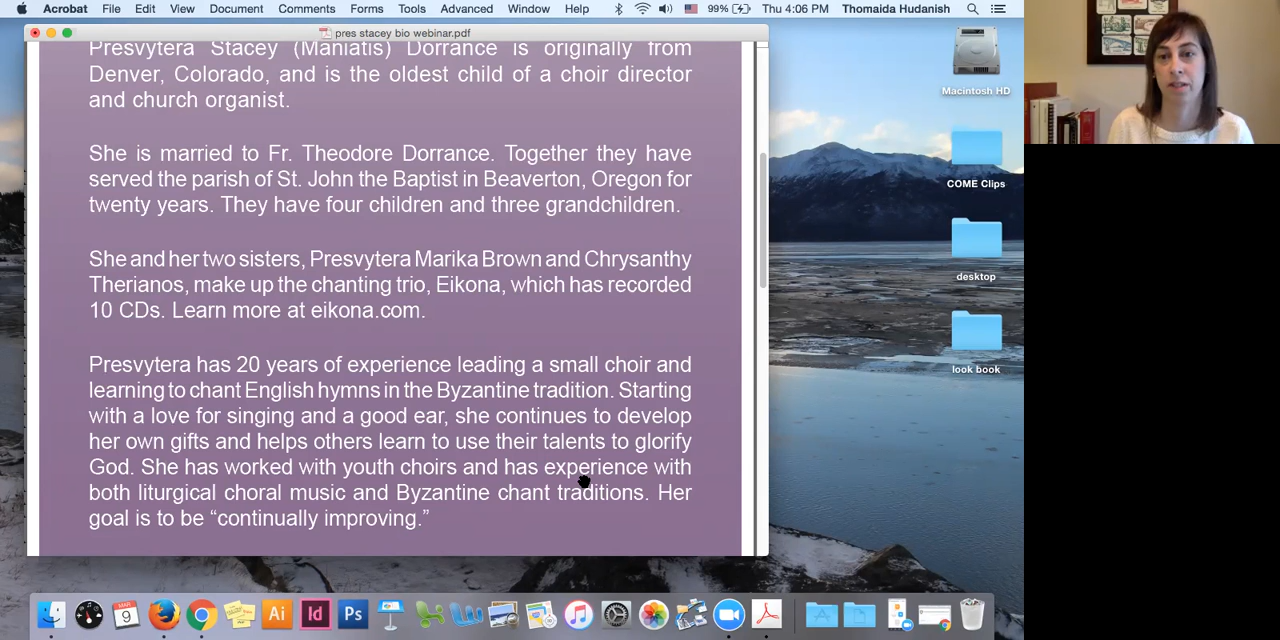 Acrobat File Edit View Document Comments Forms Tools Advanced Window Help 99% Thu 4:06 PM Thomaida Hudanish
pres stacey bio webinar.pdf
Presvytera Stacey (Maniatis) Dorrance is originally from
Denver, Colorado, and is the oldest child of a choir director
and church organist.
She is married to Fr. Theodore Dorrance. Together they have
served the parish of St. John the Baptist in Beaverton, Oregon for
twenty years. They have four children and three grandchildren.
She and her two sisters, Presvytera Marika Brown and Chrysanthy
Therianos, make up the chanting trio, Eikona, which has recorded
10 CDs. Learn more at eikona.com.
Presvytera has 20 years of experience leading a small choir and
learning to chant English hymns in the Byzantine tradition. Starting
with a love for singing and a good ear, she continues to develop
her own gifts and helps others learn to use their talents to glorify
God. She has worked with youth choirs and has experience with
both liturgical choral music and Byzantine chant traditions. Her
goal is to be “continually improving.”
Macintosh HD
COME Clips
desktop
look book
MAR
9
Ai
Id
Ps